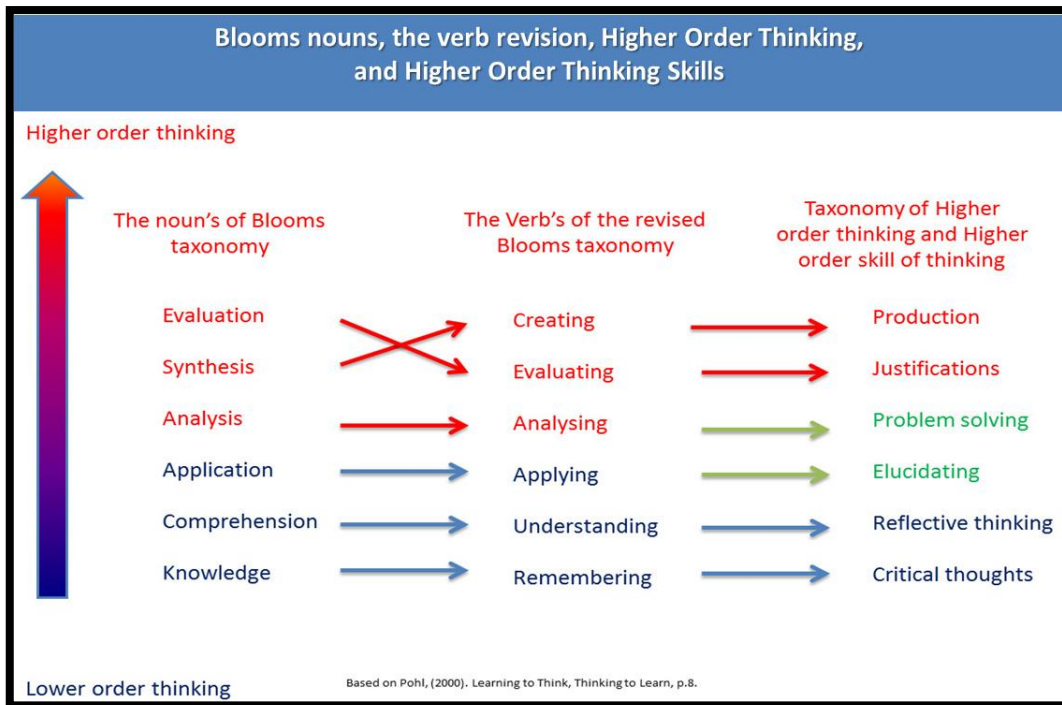 Blooms nouns, the verb revision, Higher Order Thinking,
and Higher Order Thinking Skills
Higher order thinking
The noun's of Blooms
taxonomy
The Verb's of the revised
Blooms taxonomy
Taxonomy of Higher
order thinking and Higher
order skill of thinking
Evaluation
Creating
Production
Synthesis
Evaluating
Justifications
Analysis
Analysing
Problem solving
Application
Applying
Elucidating
Comprehension
Understanding
Reflective thinking
Knowledge
Remembering
Critical thoughts
Lower order thinking
Based on Pohl, (2000). Learning to Think, Thinking to Learn, p.8.